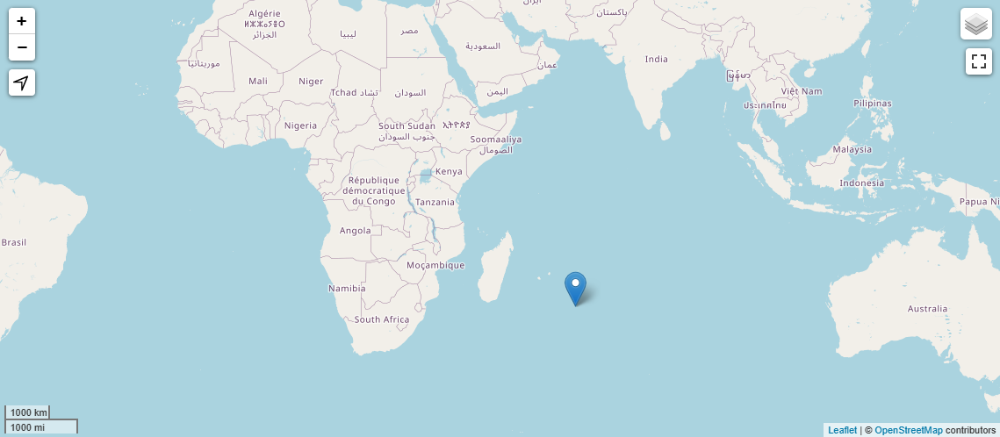 +
−
Algérie
ⵍⵣⵣⴰⵢⴻⵔ
الجزائر
ليبيا
مصر
السعودية
ایران
پاکستان
عمان
India
မြန်မာ
موريتانيا
Mali
Niger
Tchad تشاد
السودان
اليمن
Việt Nam
ประเทศไทย
Pilipinas
Nigeria
South Sudan
جنوب السودان
ኢትዮጵያ
Soomaaliya
الصومال
Malaysia
Kenya
République
démocratique
du Congo
Indonesia
Tanzania
Papua Ni
Angola
Brasil
Moçambique
Namibia
South Africa
Australia
1000 km
1000 mi
Leaflet | © OpenStreetMap contributors